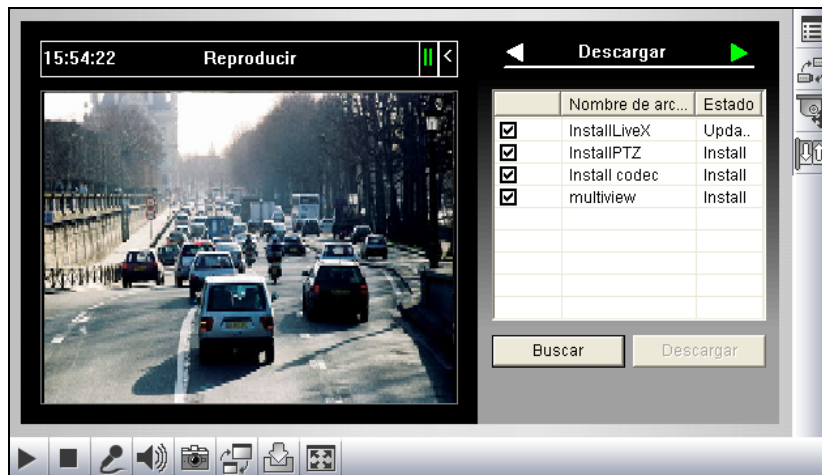 15:54:22 Reproducir
Descargar
Nombre de arc... Estado
InstallLiveX Upda..
InstallPTZ Install
Install codec Install
multiview Install
Buscar Descargar